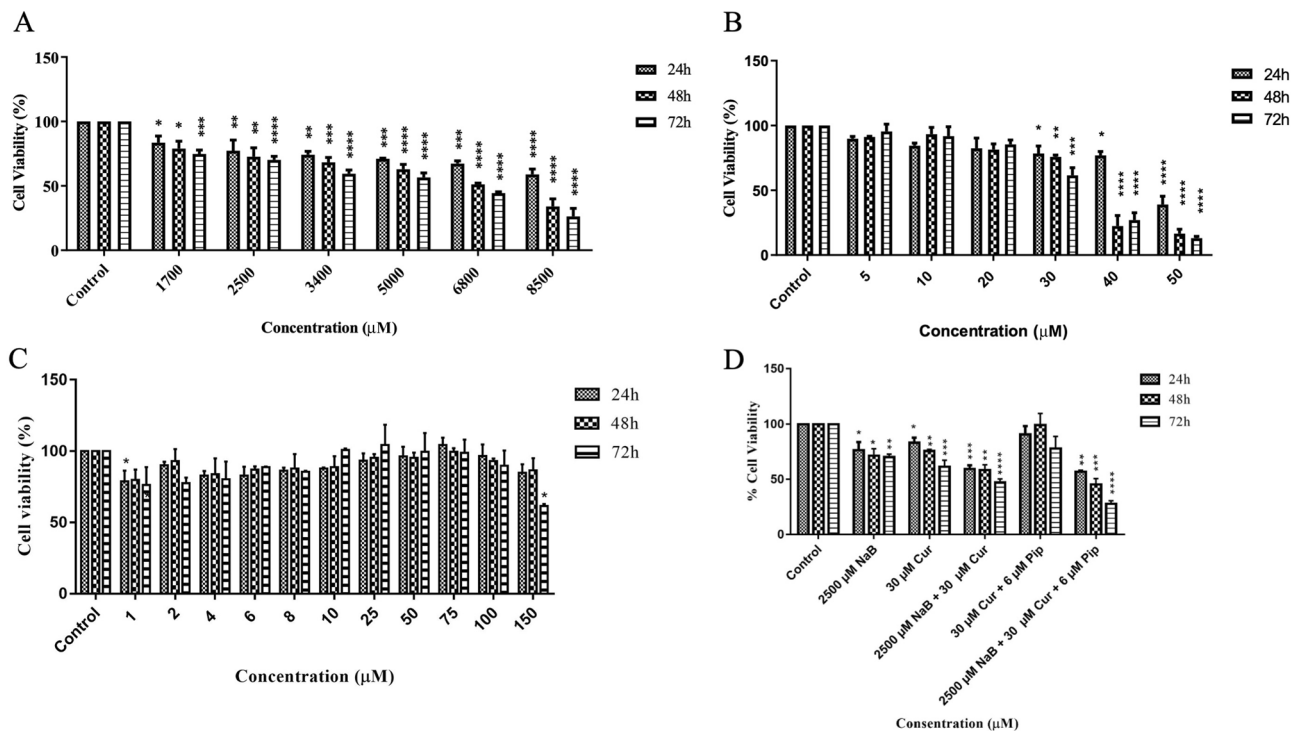 A
Cell Viability (%)
150
100
50
0
* * ***
** ** ****
** *** ****
*** **** ****
*** **** ****
**** **** ****
24h
48h
72h
Control 1700 2500 3400 5000 6800 8500
Concentration (μM)
B
Cell Viability (%)
150
100
50
0
* ** ***
* **** ****
**** **** ****
24h
48h
72h
Control 5 10 20 30 40 50
Concentration (μM)
C
Cell viability (%)
150
100
50
0
*
*
24h
48h
72h
Control 1 2 4 6 8 10 25 50 75 100 150
Concentration (μM)
D
% Cell Viability
150
100
50
0
* * **
* ** ***
*** *** ****
** *** ****
24h
48h
72h
Control
2500 μM NaB
30 μM Cur
2500 μM NaB + 30 μM Cur
30 μM Cur + 6 μM Pip
2500 μM NaB + 30 μM Cur + 6 μM Pip
Consentration (μM)